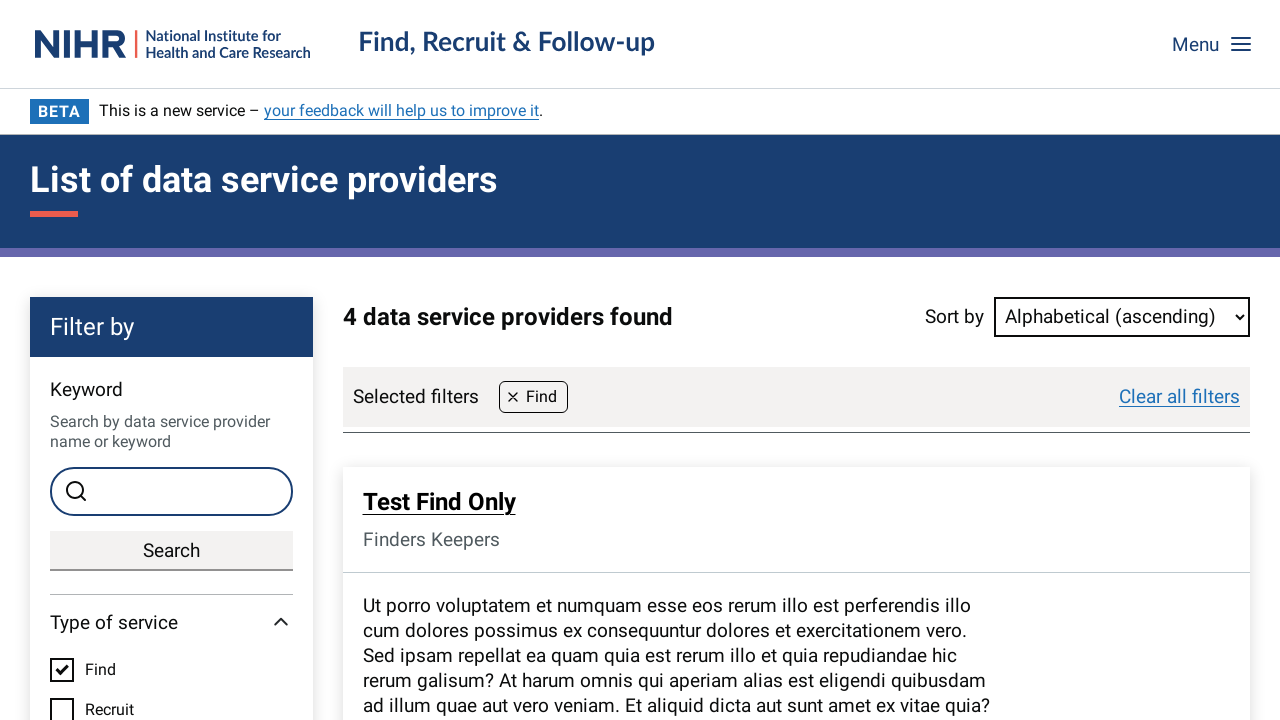 NIHR
National Institute for
Health and Care Research
Find, Recruit & Follow-up
Menu
BETA
This is a new service – your feedback will help us to improve it.
List of data service providers
Filter by
Keyword
Search by data service provider
name or keyword
Search
Type of service
Find
Recruit
4 data service providers found
Sort by
Alphabetical (ascending)
Selected filters
Find
Clear all filters
Test Find Only
Finders Keepers
Ut porro voluptatem et numquam esse eos rerum illo est perferendis illo
cum dolores possimus ex consequuntur dolores et exercitationem vero.
Sed ipsam repellat ea quam quia est rerum illo et quia repudiandae hic
rerum galisum? At harum omnis qui aperiam alias est eligendi quibusdam
ad illum quae aut vero veniam. Et aliquid dicta aut sunt amet ex vitae quia?